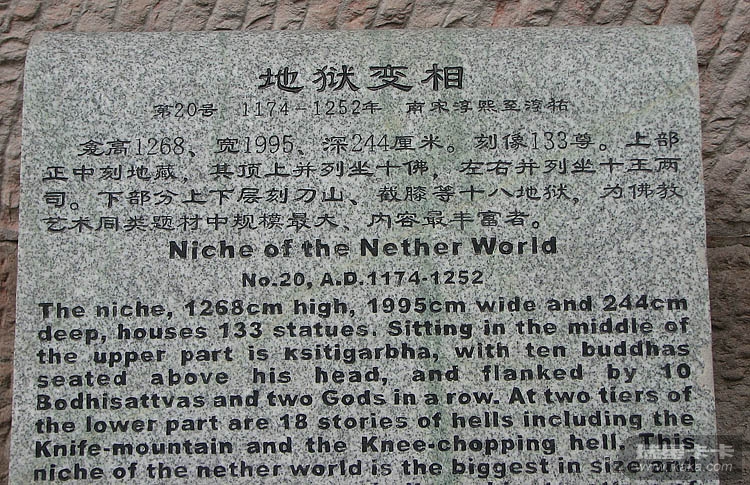 地狱变相
第20号 1174-1252年 南宋淳熙至淳祐
龛高1268、宽1995、深244厘米。刻像133尊。上部
正中刻地藏，其顶上并列坐十佛，左右并列坐十王两
司。下部分上下层刻刀山、截膝等十八地狱，为佛教
艺术同类题材中规模最大、内容最丰富者。
Niche of the Nether World
No.20, A.D.1174-1252
The niche, 1268cm high, 1995cm wide and 244cm
deep, houses 133 statues. Sitting in the middle of
the upper part is Ksitigarbha, with ten buddhas
seated above his head, and flanked by 10
Bodhisattvas and two Gods in a row. At two tiers of
the lower part are 18 stories of hells including the
Knife-mountain and the Knee-chopping hell. This
niche of the nether world is the biggest in size and